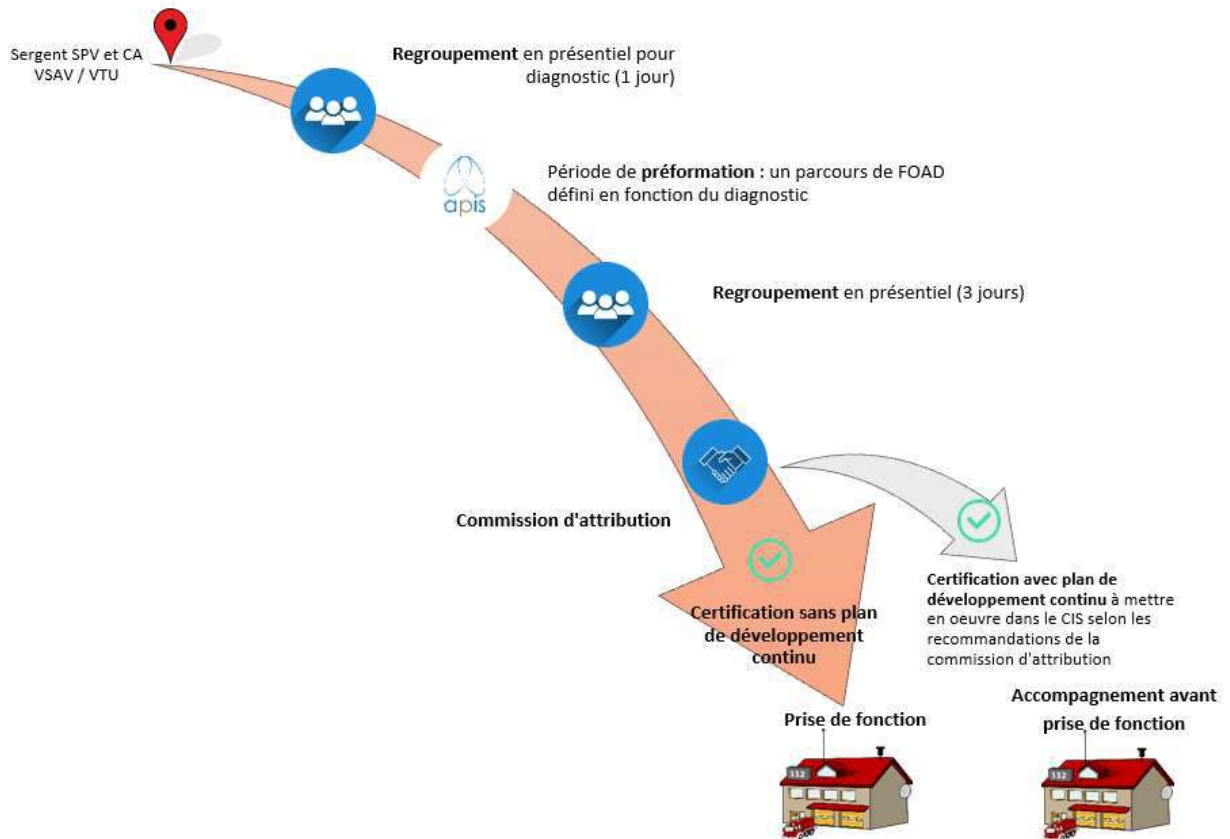 Sergent SPV et CA
VSAV / VTU
Regroupement en présentiel pour
diagnostic (1 jour)
apis
Période de préformation : un parcours de FOAD
défini en fonction du diagnostic
Regroupement en présentiel (3 jours)
Commission d'attribution
Certification sans plan
de développement
continu
Certification avec plan de
développement continu à mettre
en oeuvre dans le CIS selon les
recommandations de la
commission d'attribution
Prise de fonction
Accompagnement avant
prise de fonction
112
112